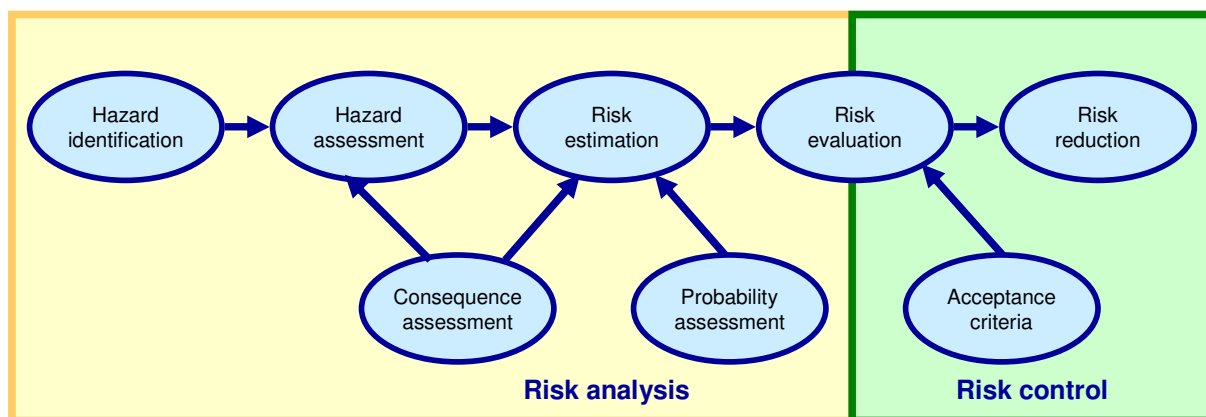 Hazard
identification
Hazard
assessment
Risk
estimation
Risk
evaluation
Risk
reduction
Consequence
assessment
Probability
assessment
Acceptance
criteria
Risk analysis
Risk control